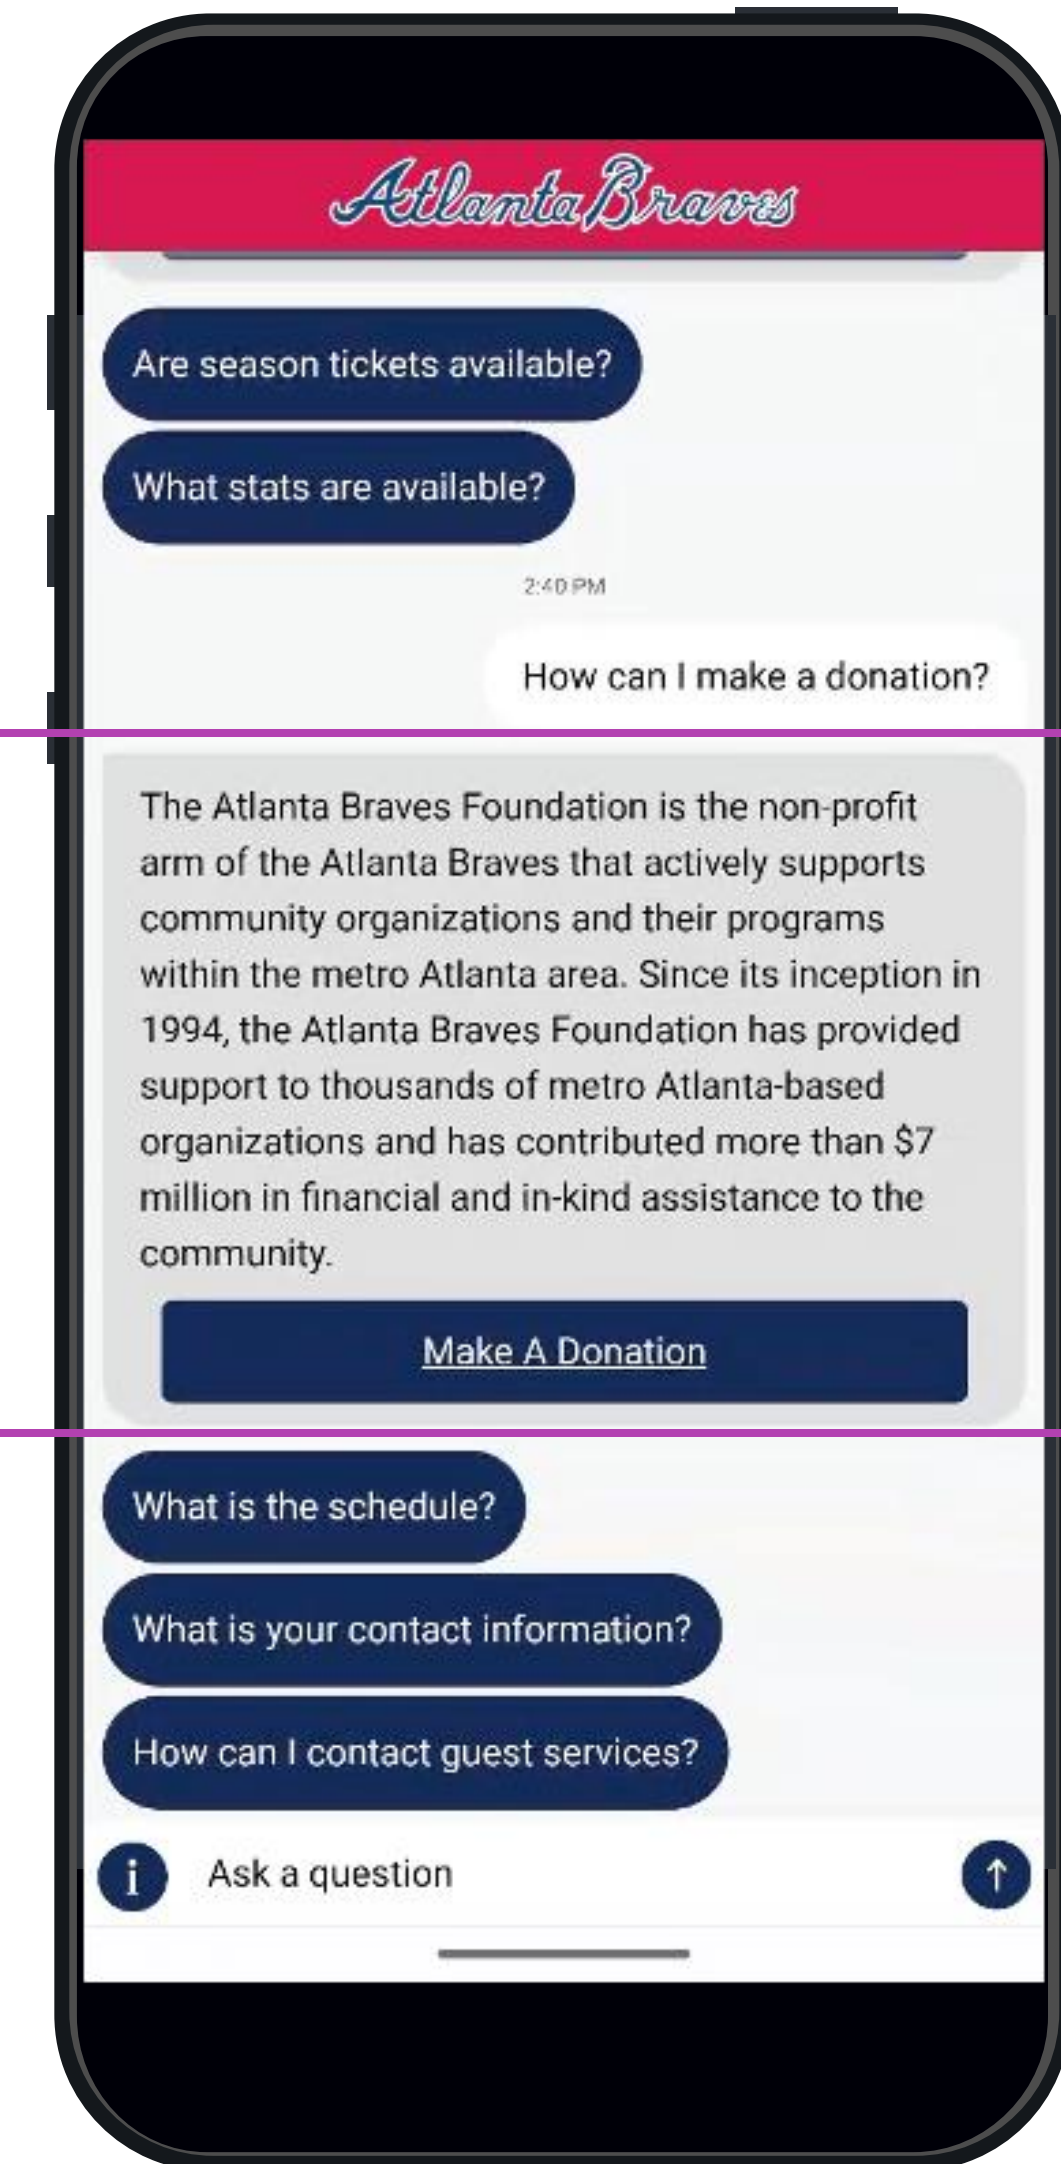 Atlanta Braves
Are season tickets available?
What stats are available?
2:40 PM
How can I make a donation?
The Atlanta Braves Foundation is the non-profit
arm of the Atlanta Braves that actively supports
community organizations and their programs
within the metro Atlanta area. Since its inception in
1994, the Atlanta Braves Foundation has provided
support to thousands of metro Atlanta-based
organizations and has contributed more than $7
million in financial and in-kind assistance to the
community.
Make A Donation
What is the schedule?
What is your contact information?
How can I contact guest services?
i Ask a question ↑